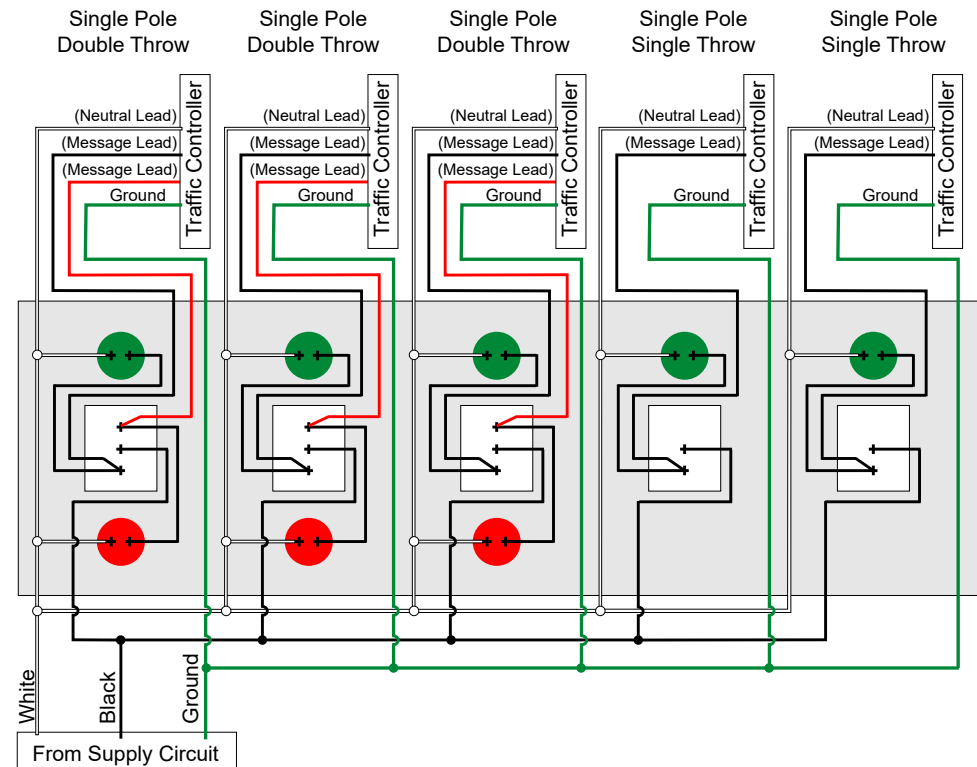 Single Pole
Double Throw
Single Pole
Double Throw
Single Pole
Double Throw
Single Pole
Single Throw
Single Pole
Single Throw
(Neutral Lead)
(Message Lead)
(Message Lead)
Ground
Traffic Controller
(Neutral Lead)
(Message Lead)
(Message Lead)
Ground
Traffic Controller
(Neutral Lead)
(Message Lead)
(Message Lead)
Ground
Traffic Controller
(Neutral Lead)
(Message Lead)
Ground
Traffic Controller
(Neutral Lead)
(Message Lead)
Ground
Traffic Controller
White
Black
Ground
From Supply Circuit